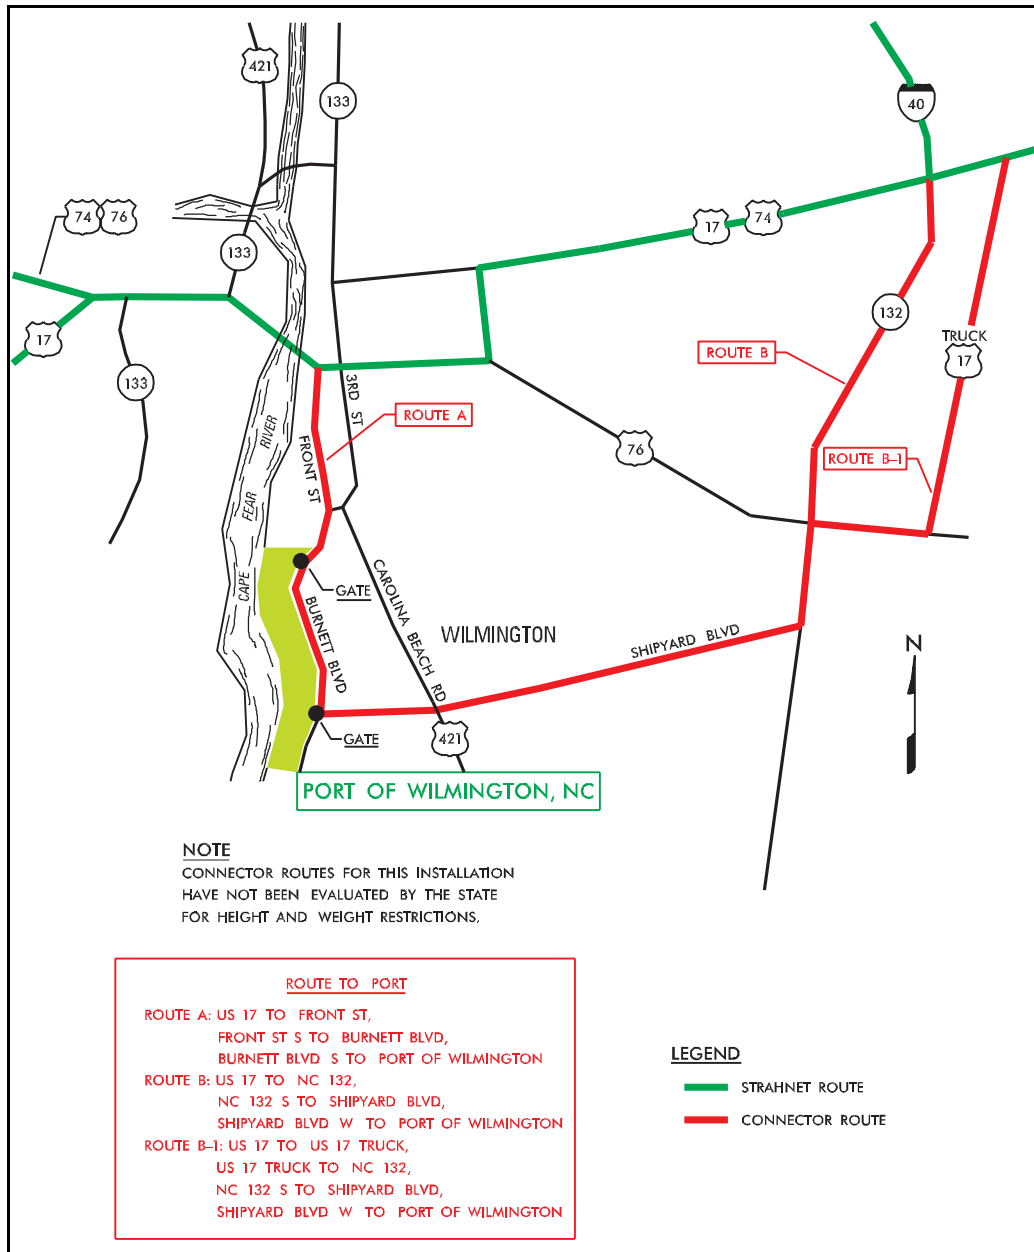 421
133
40
74 76
17 74
133
132
17
TRUCK
17
ROUTE B
133
3RD ST
ROUTE A
FRONT ST
RIVER
76
ROUTE B–1
FEAR
CAPE
GATE
CAROLINA BEACH RD
BURNETT BLVD
WILMINGTON
SHIPYARD BLVD
N
GATE
421
PORT OF WILMINGTON, NC
NOTE
CONNECTOR ROUTES FOR THIS INSTALLATION
HAVE NOT BEEN EVALUATED BY THE STATE
FOR HEIGHT AND WEIGHT RESTRICTIONS.
ROUTE TO PORT
ROUTE A: US 17 TO FRONT ST,
FRONT ST S TO BURNETT BLVD,
BURNETT BLVD S TO PORT OF WILMINGTON
ROUTE B: US 17 TO NC 132,
NC 132 S TO SHIPYARD BLVD,
SHIPYARD BLVD W TO PORT OF WILMINGTON
ROUTE B–1: US 17 TO US 17 TRUCK,
US 17 TRUCK TO NC 132,
NC 132 S TO SHIPYARD BLVD,
SHIPYARD BLVD W TO PORT OF WILMINGTON
LEGEND
STRAHNET ROUTE
CONNECTOR ROUTE